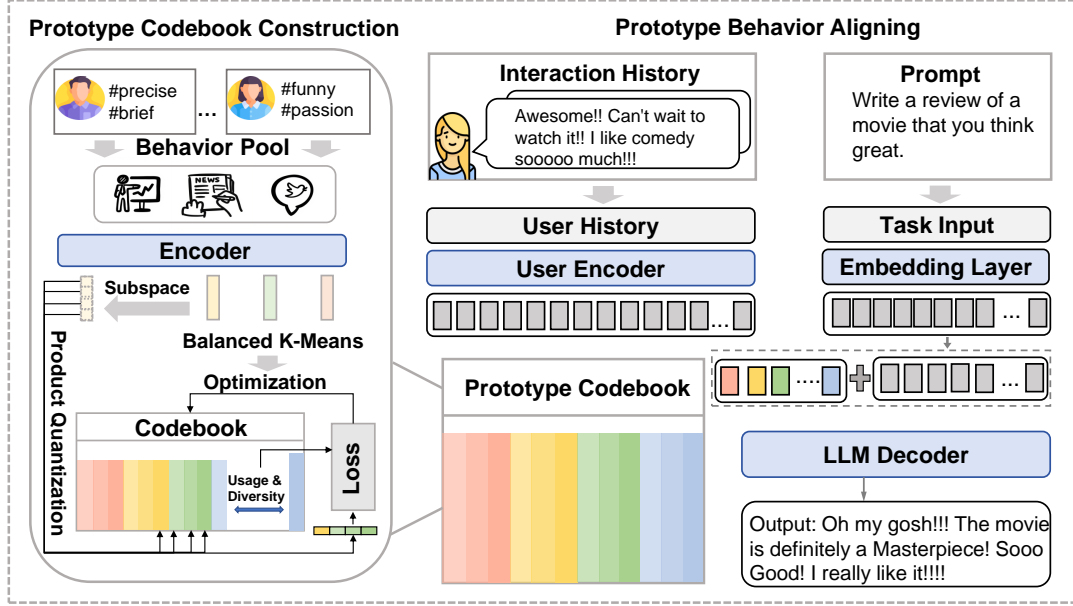 Prototype Codebook Construction
#precise
#brief
...
#funny
#passion
Behavior Pool
NEWS
Encoder
Subspace
Balanced K-Means
Product Quantization
Optimization
Codebook
Usage &
Diversity
Loss
Prototype Behavior Aligning
Interaction History
Awesome!! Can't wait to
watch it!! I like comedy
sooooo much!!!
User History
User Encoder
...
Prototype Codebook
Prompt
Write a review of a
movie that you think
great.
Task Input
Embedding Layer
...
....
...
LLM Decoder
Output: Oh my gosh!!! The movie
is definitely a Masterpiece! Sooo
Good! I really like it!!!!